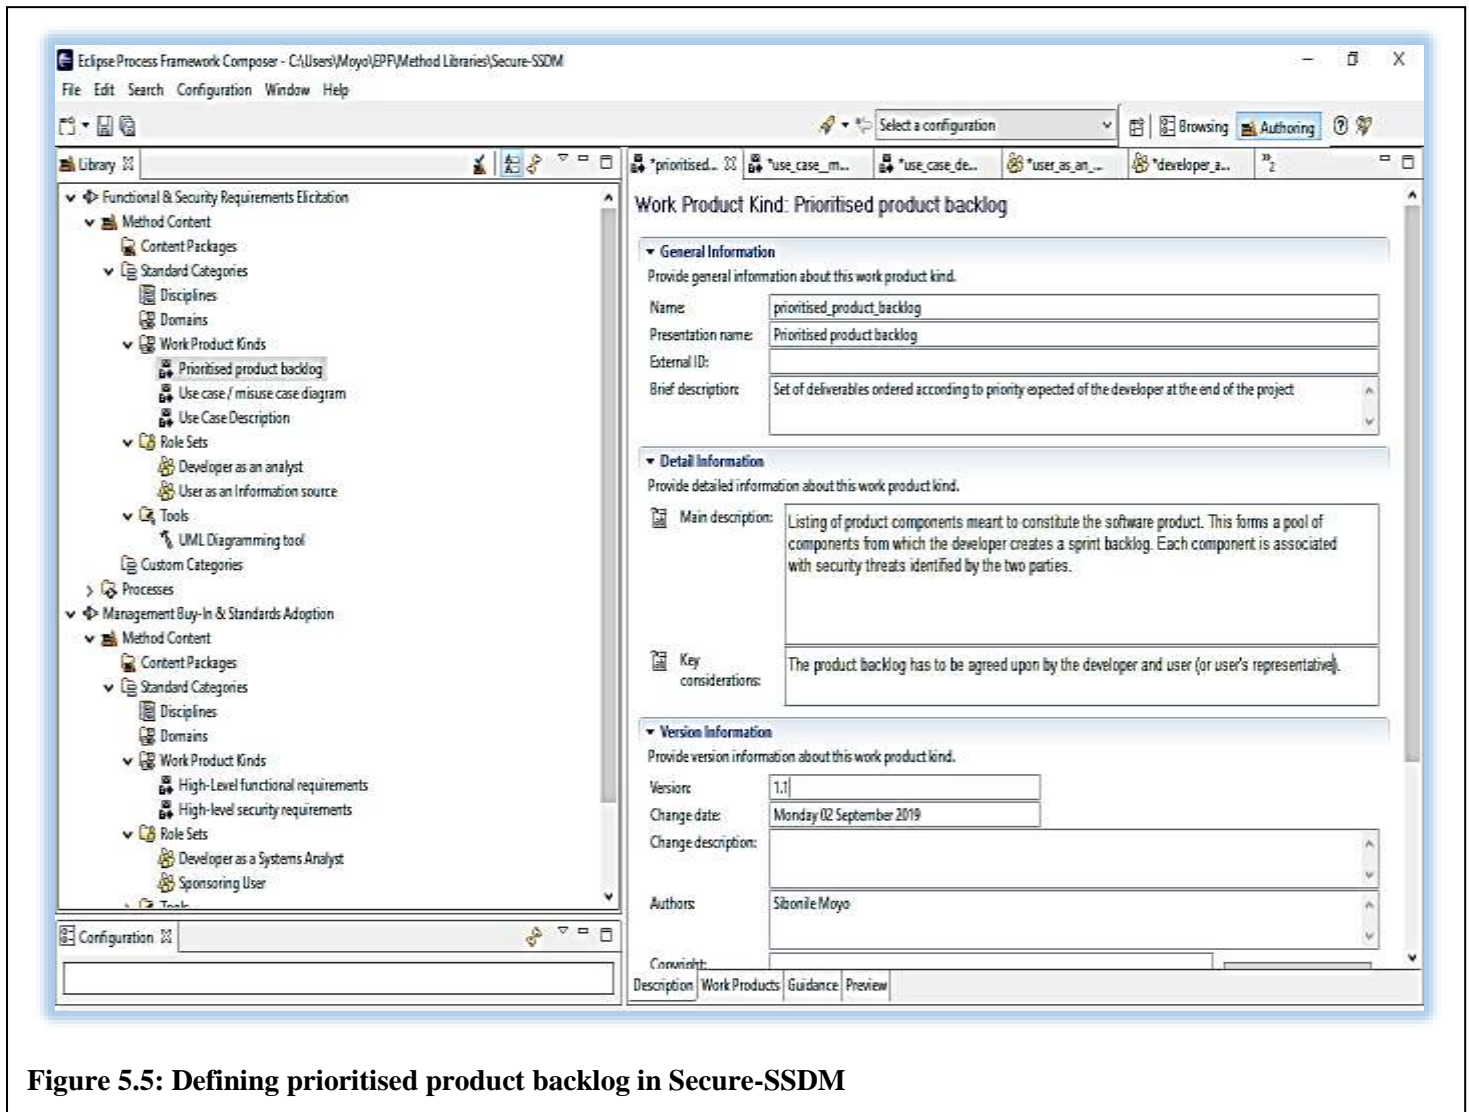 Eclipse Process Framework Composer - C:\Users\Moyo\EPF\Method Libraries\Secure-SSDM
File Edit Search Configuration Window Help
Select a configuration
Browsing
Authoring
Library
Functional & Security Requirements Elicitation
Method Content
Content Packages
Standard Categories
Disciplines
Domains
Work Product Kinds
Prioritised product backlog
Use case / misuse case diagram
Use Case Description
Role Sets
Developer as an analyst
User as an Information source
Tools
UML Diagramming tool
Custom Categories
Processes
Management Buy-In & Standards Adoption
Method Content
Content Packages
Standard Categories
Disciplines
Domains
Work Product Kinds
High-Level functional requirements
High-level security requirements
Role Sets
Developer as a Systems Analyst
Sponsoring User
Tools
Configuration
*prioritised... *use_case__m... *use_case_de... *user_as_an_... *developer_a... »2
Work Product Kind: Prioritised product backlog
General Information
Provide general information about this work product kind.
Name: prioritised_product_backlog
Presentation name: Prioritised product backlog
External ID:
Brief description: Set of deliverables ordered according to priority expected of the developer at the end of the project
Detail Information
Provide detailed information about this work product kind.
Main description: Listing of product components meant to constitute the software product. This forms a pool of
components from which the developer creates a sprint backlog. Each component is associated
with security threats identified by the two parties.
Key
considerations:
The product backlog has to be agreed upon by the developer and user (or user's representative).
Version Information
Provide version information about this work product kind.
Version: 1.1
Change date: Monday 02 September 2019
Change description:
Authors: Sibonile Moyo
Copyright:
Description Work Products Guidance Preview
Figure 5.5: Defining prioritised product backlog in Secure-SSDM